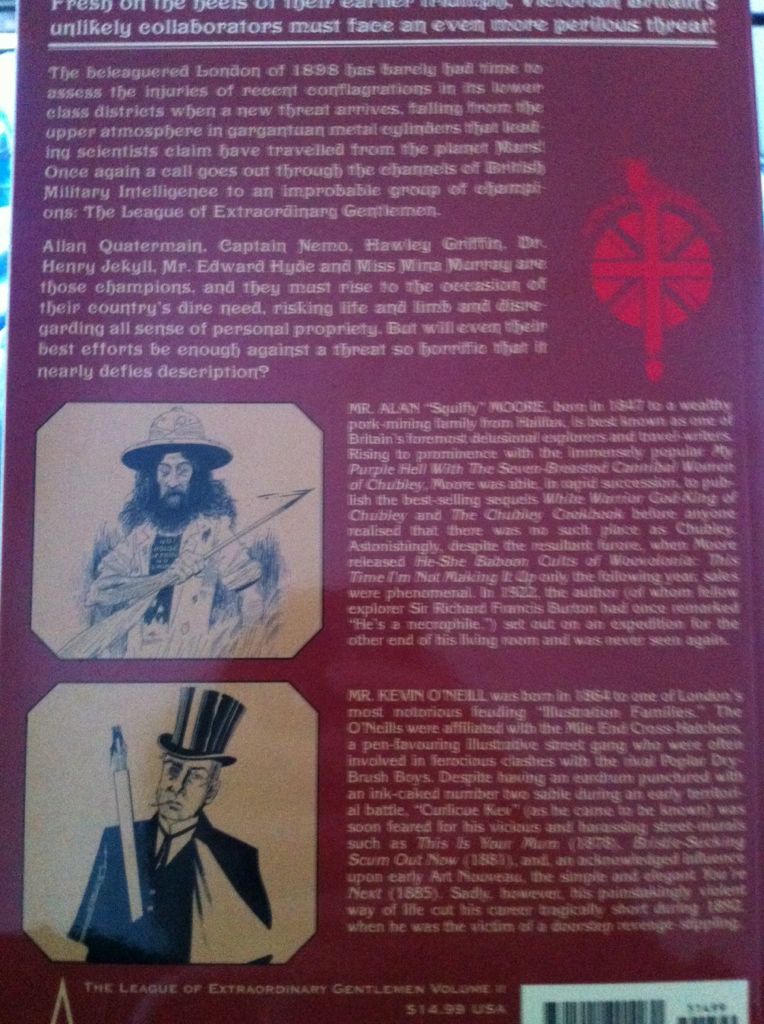 Fresh on the heels of their earlier triumph, Victorian Britain's
unlikely collaborators must face an even more perilous threat!
The beleaguered London of 1898 has barely had time to
assess the injuries of recent conflagrations in its lower
class districts when a new threat arrives, falling from the
upper atmosphere in gargantuan metal cylinders that lead-
ing scientists claim have travelled from the planet Mars!
Once again a call goes out through the channels of British
Military Intelligence to an improbable group of champi-
ons: The League of Extraordinary Gentlemen.
Allan Quatermain, Captain Nemo, Hawley Griffin, Dr.
Henry Jekyll, Mr. Edward Hyde and Miss Mina Murray are
those champions, and they must rise to the occasion of
their country's dire need, risking life and limb and disre-
garding all sense of personal propriety. But will even their
best efforts be enough against a threat so horrific that it
nearly defies description?
MR. ALAN "Squiffy" MOORE, born in 1847 to a wealthy
pork-mining family from Halifax, is best known as one of
Britain's foremost delusional explorers and travel-writers.
Rising to prominence with the immensely popular My
Purple Hell With The Seven-Breasted Cannibal Women
of Chubley, Moore was able, in rapid succession, to pub-
lish the best-selling sequels White Warrior God-King of
Chubley and The Chubley Cookbook before anyone
realised that there was no such place as Chubley.
Astonishingly, despite the resultant furore, when Moore
released He-She Baboon Cults of Woovolonia: This
Time I'm Not Making It Up only the following year, sales
were phenomenal. In 1922, the author (of whom fellow
explorer Sir Richard Francis Burton had once remarked
"He's a necrophile.") set out on an expedition for the
other end of his living room and was never seen again.
MR. KEVIN O'NEILL was born in 1864 to one of London's
most notorious feuding "Illustration Families." The
O'Neills were affiliated with the Mile End Cross-Hatchers,
a pen-favouring illustrative street gang who were often
involved in ferocious clashes with the rival Poplar Dry-
Brush Boys. Despite having an eardrum punctured with
an ink-caked number two sable during an early territori-
al battle, "Curlicue Kev" (as he came to be known) was
soon feared for his vicious and harassing street-murals
such as This Is Your Mum (1878), Bristle-Sucking
Scum Out Now (1881), and, an acknowledged influence
upon early Art Nouveau, the simple and elegant You're
Next (1885). Sadly, however, his painstakingly violent
way of life cut his career tragically short during 1892,
when he was the victim of a doorstep revenge-stippling.
THE LEAGUE OF EXTRAORDINARY GENTLEMEN VOLUME II
$14.99 USA
51499